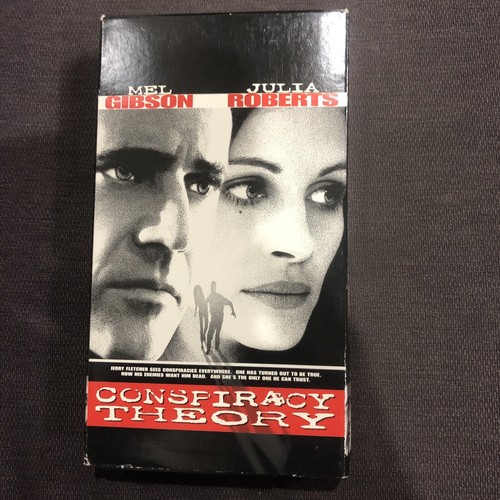 MEL JULIA
GIBSON ROBERTS
JERRY FLETCHER SEES CONSPIRACIES EVERYWHERE. ONE HAS TURNED OUT TO BE TRUE.
NOW HIS ENEMIES WANT HIM DEAD. AND SHE'S THE ONLY ONE HE CAN TRUST.
CONSPIRACY
THEORY